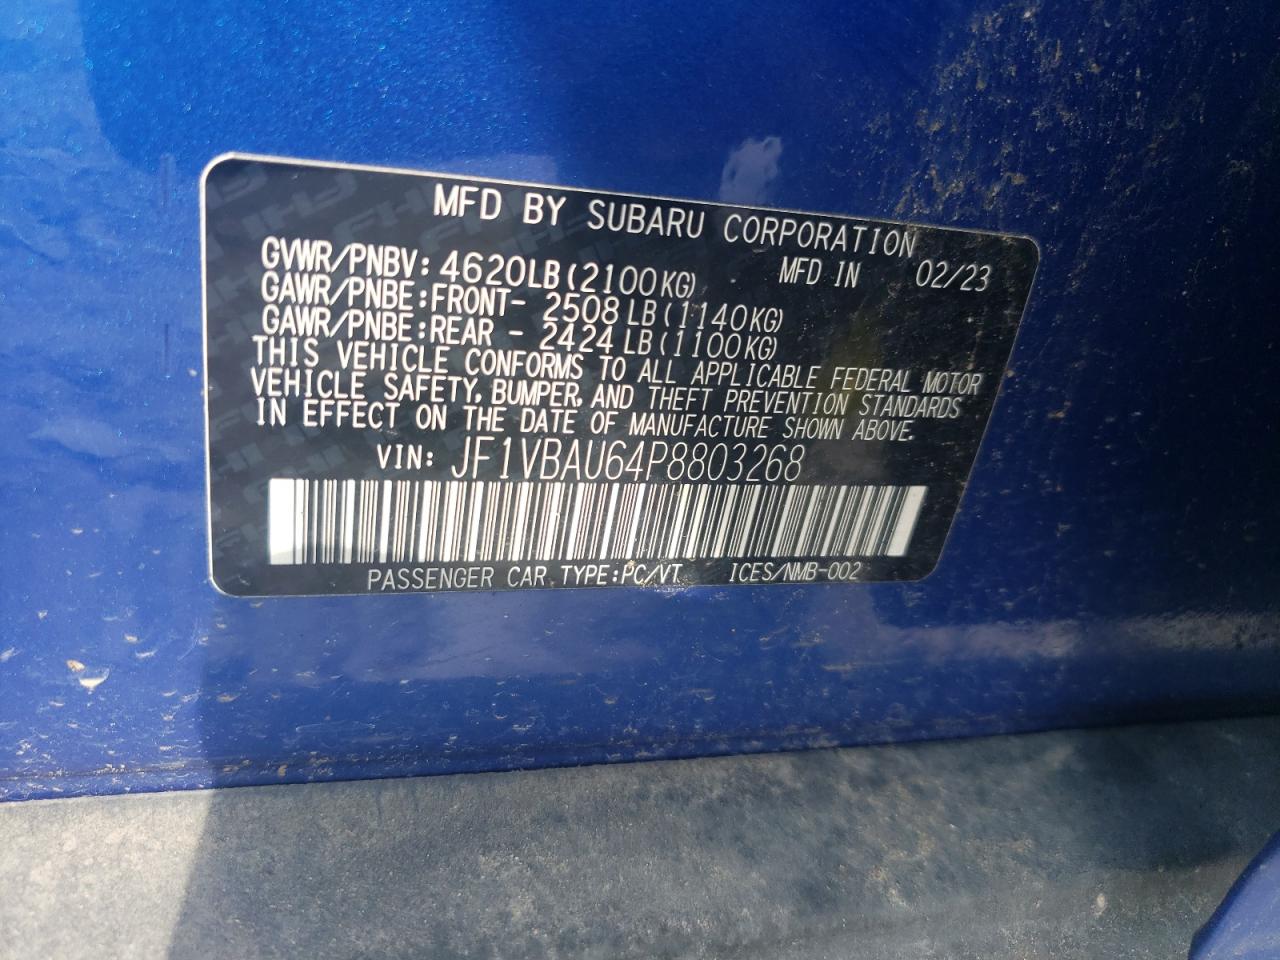 MFD BY SUBARU CORPORATION
GVWR/PNBV: 4620LB(2100KG) MFD IN 02/23
GAWR/PNBE:FRONT- 2508LB(1140KG)
GAWR/PNBE:REAR - 2424LB(1100KG)
THIS VEHICLE CONFORMS TO ALL APPLICABLE FEDERAL MOTOR
VEHICLE SAFETY, BUMPER, AND THEFT PREVENTION STANDARDS
IN EFFECT ON THE DATE OF MANUFACTURE SHOWN ABOVE.
VIN: JF1VBAU64P8803268
PASSENGER CAR TYPE:PC/VT ICES/NMB-002